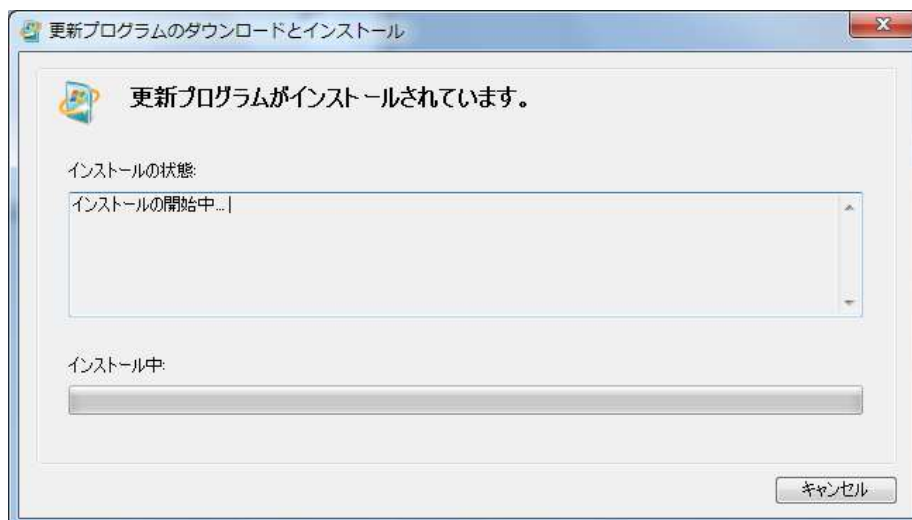 更新プログラムのダウンロードとインストール
更新プログラムがインストールされています。
インストールの状態:
インストールの開始中...
インストール中:
キャンセル